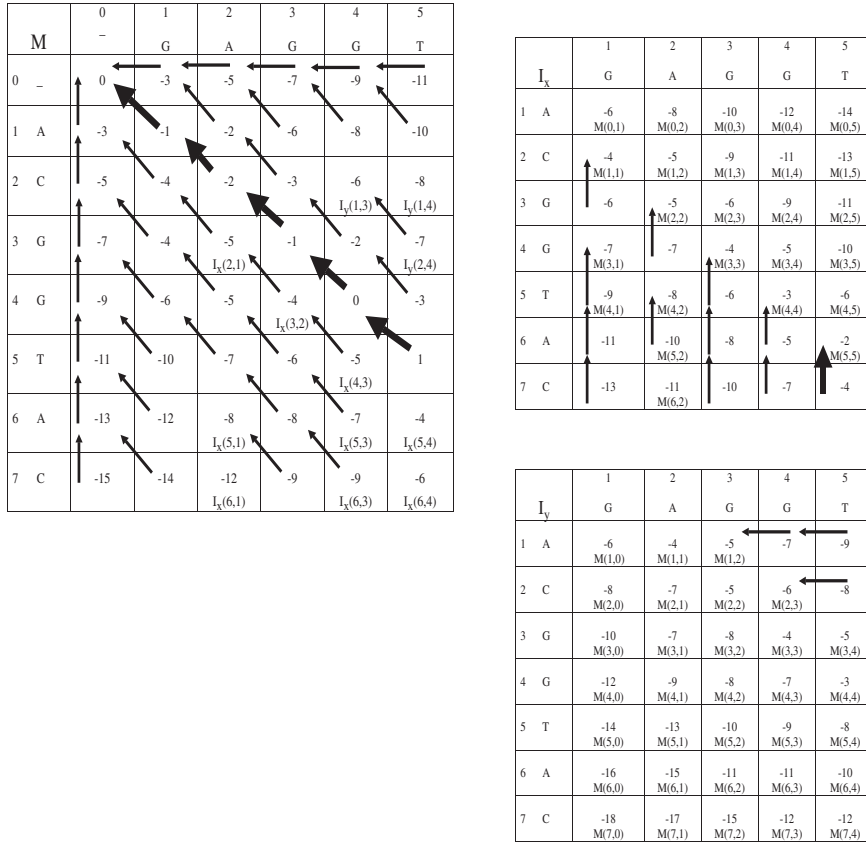 0 1 2 3 4 5
M – G A G G T
0 – 0 -3 -5 -7 -9 -11
1 A -3 -1 -2 -6 -8 -10
2 C -5 -4 -2 -3 -6 -8
Iy(1,3) Iy(1,4)
3 G -7 -4 -5 -1 -2 -7
Ix(2,1) Iy(2,4)
4 G -9 -6 -5 -4 0 -3
Ix(3,2)
5 T -11 -10 -7 -6 -5 1
Ix(4,3)
6 A -13 -12 -8 -8 -7 -4
Ix(5,1) Ix(5,3) Ix(5,4)
7 C -15 -14 -12 -9 -9 -6
Ix(6,1) Ix(6,3) Ix(6,4)
1 2 3 4 5
Ix G A G G T
1 A -6 -8 -10 -12 -14
M(0,1) M(0,2) M(0,3) M(0,4) M(0,5)
2 C -4 -5 -9 -11 -13
M(1,1) M(1,2) M(1,3) M(1,4) M(1,5)
3 G -6 -5 -6 -9 -11
M(2,2) M(2,3) M(2,4) M(2,5)
4 G -7 -7 -4 -5 -10
M(3,1) M(3,3) M(3,4) M(3,5)
5 T -9 -8 -6 -3 -6
M(4,1) M(4,2) M(4,4) M(4,5)
6 A -11 -10 -8 -5 -2
M(5,2) M(5,5)
7 C -13 -11 -10 -7 -4
M(6,2)
1 2 3 4 5
Iy G A G G T
1 A -6 -4 -5 -7 -9
M(1,0) M(1,1) M(1,2)
2 C -8 -7 -5 -6 -8
M(2,0) M(2,1) M(2,2) M(2,3)
3 G -10 -7 -8 -4 -5
M(3,0) M(3,1) M(3,2) M(3,3) M(3,4)
4 G -12 -9 -8 -7 -3
M(4,0) M(4,1) M(4,2) M(4,3) M(4,4)
5 T -14 -13 -10 -9 -8
M(5,0) M(5,1) M(5,2) M(5,3) M(5,4)
6 A -16 -15 -11 -11 -10
M(6,0) M(6,1) M(6,2) M(6,3) M(6,4)
7 C -18 -17 -15 -12 -12
M(7,0) M(7,1) M(7,2) M(7,3) M(7,4)